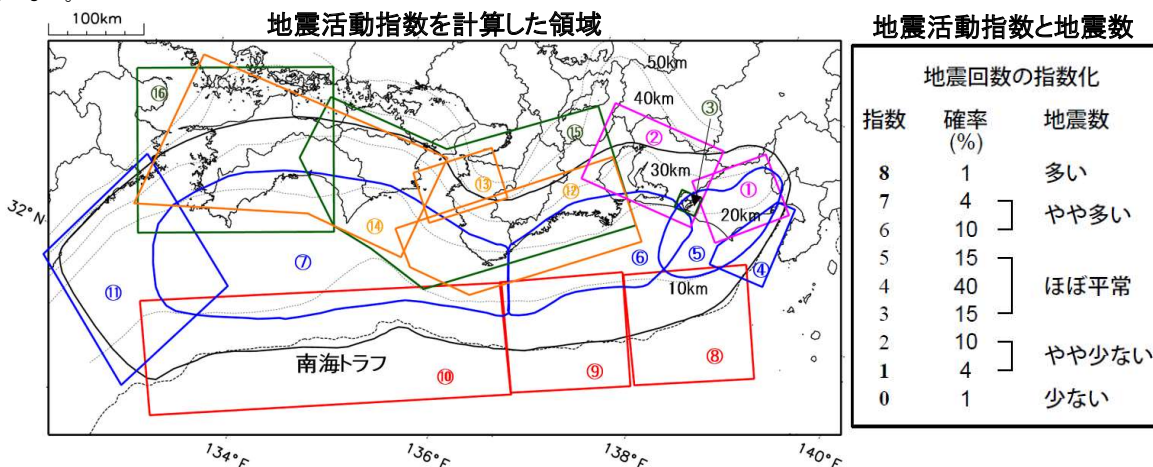 100km
地震活動指数を計算した領域
50km
40km
③
⑯
②
⑮
30km
①
⑬
⑫
20km
32°N
⑭
⑦
⑥
⑤
④
⑪
10km
南海トラフ
⑩
⑨
⑧
134°E
136°E
138°E
140°E
地震活動指数と地震数
地震回数の指数化
指数 確率 地震数
(%)
8 1 多い
7 4
やや多い
6 10
5 15
4 40 ほぼ平常
3 15
2 10
やや少ない
1 4
0 1 少ない